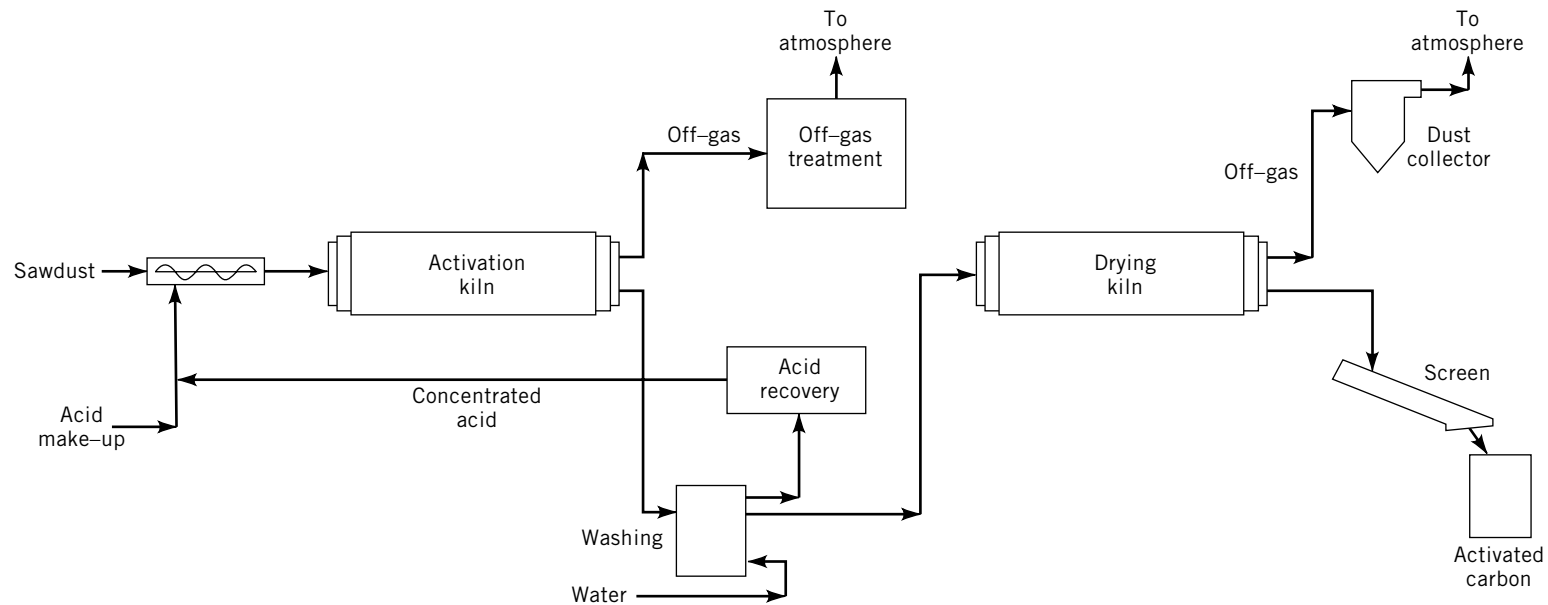 To
atmosphere
To
atmosphere
Off–gas
Off–gas
treatment
Dust
collector
Off–gas
Sawdust
Activation
kiln
Drying
kiln
Acid
recovery
Screen
Concentrated
acid
Acid
make–up
Washing
Water
Activated
carbon